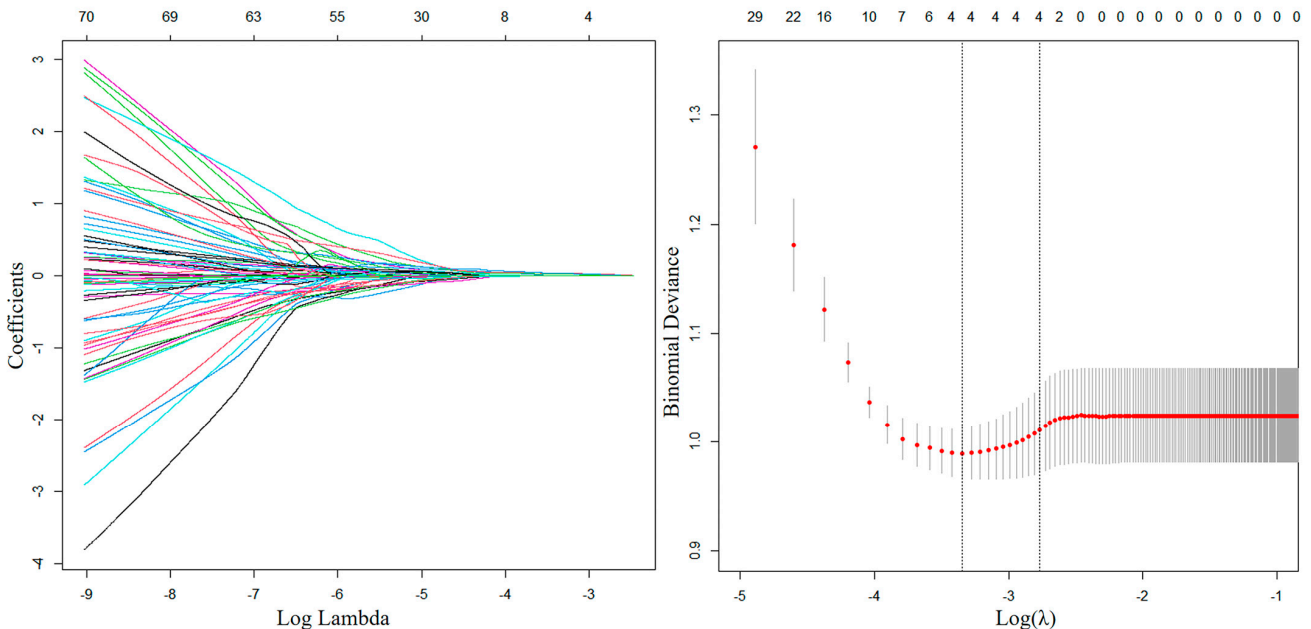 70 69 63 55 30 8 4
3
2
1
0
-1
-2
-3
-4
Coefficients
-9 -8 -7 -6 -5 -4 -3
Log Lambda
29 22 16 10 7 6 4 4 4 4 4 2 0 0 0 0 0 0 0 0 0 0 0 0
1.3
1.2
1.1
1.0
0.9
Binomial Deviance
-5 -4 -3 -2 -1
Log(λ)